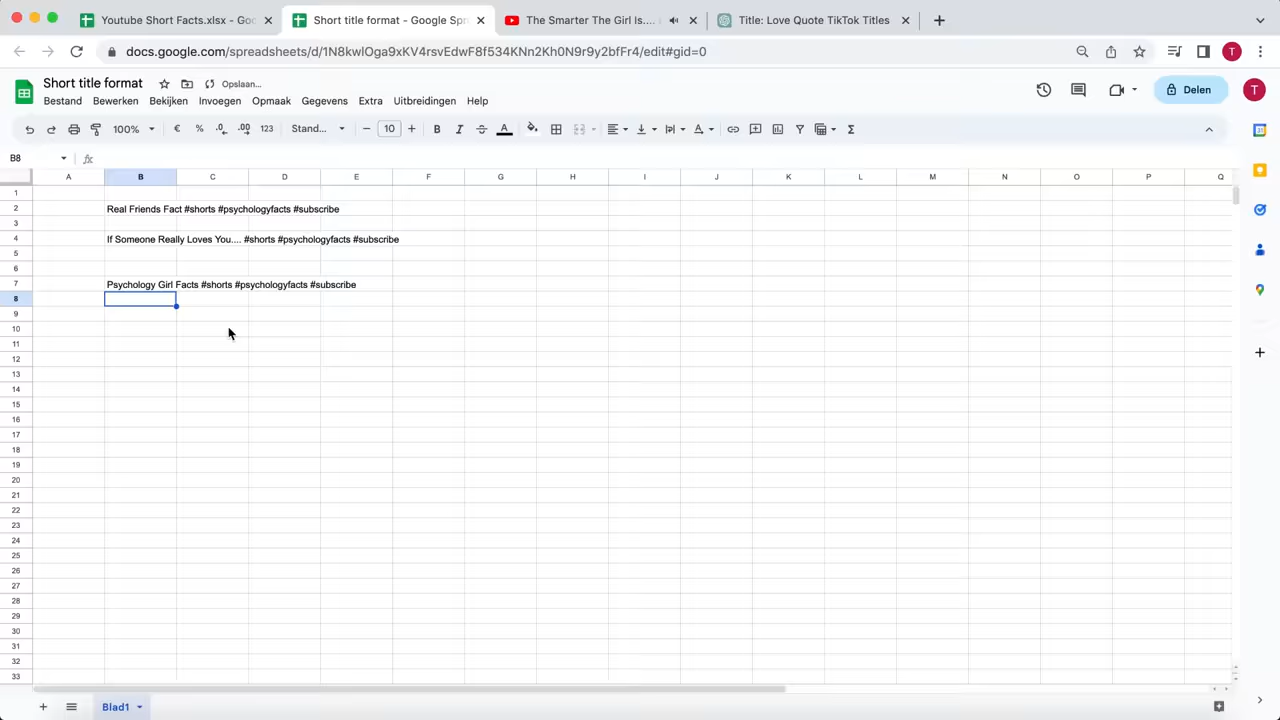 Youtube Short Facts.xlsx - Goo
Short title format - Google Spr
The Smarter The Girl Is....
Title: Love Quote TikTok Titles
docs.google.com/spreadsheets/d/1N8kwlOga9xKV4rsvEdwF8f534KNn2Kh0N9r9y2bfFr4/edit#gid=0
T
Short title format
Opslaan...
Delen
T
Bestand Bewerken Bekijken Invoegen Opmaak Gegevens Extra Uitbreidingen Help
100% € % .0 .00 123 Stand... 10 B I S A A Σ
B8 fx
A B C D E F G H I J K L M N O P Q
1
2 Real Friends Fact #shorts #psychologyfacts #subscribe
3
4 If Someone Really Loves You.... #shorts #psychologyfacts #subscribe
5
6
7 Psychology Girl Facts #shorts #psychologyfacts #subscribe
8
9
10
11
12
13
14
15
16
17
18
19
20
21
22
23
24
25
26
27
28
29
30
31
32
33
Blad1